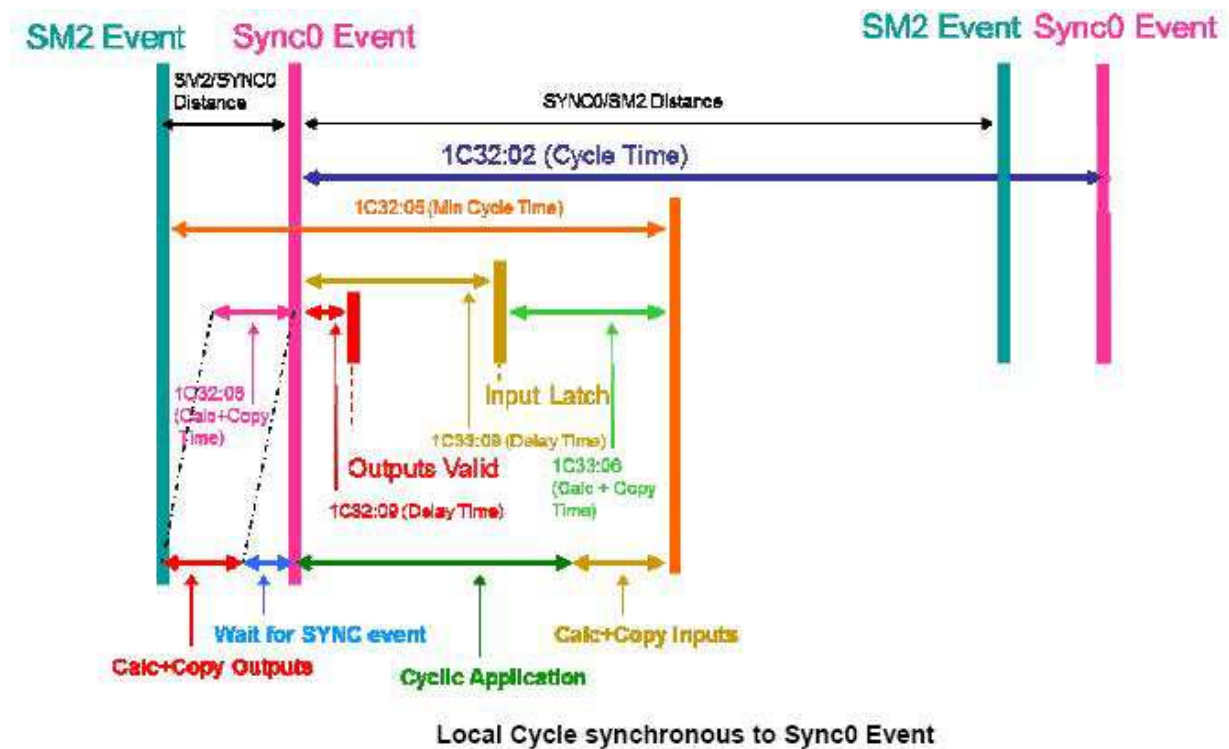 SM2 Event
Sync0 Event
SM2 Event
Sync0 Event
SM2/SYNC0
Distance
SYNC0/SM2 Distance
1C32:02 (Cycle Time)
1C32:05 (Min Cycle Time)
1C32:06
(Calc+Copy
Time)
Input Latch
1C33:09 (Delay Time)
Outputs Valid
1C33:06
(Calc + Copy
Time)
1C32:09 (Delay Time)
Wait for SYNC event
Calc+Copy Inputs
Calc+Copy Outputs
Cyclic Application
Local Cycle synchronous to Sync0 Event